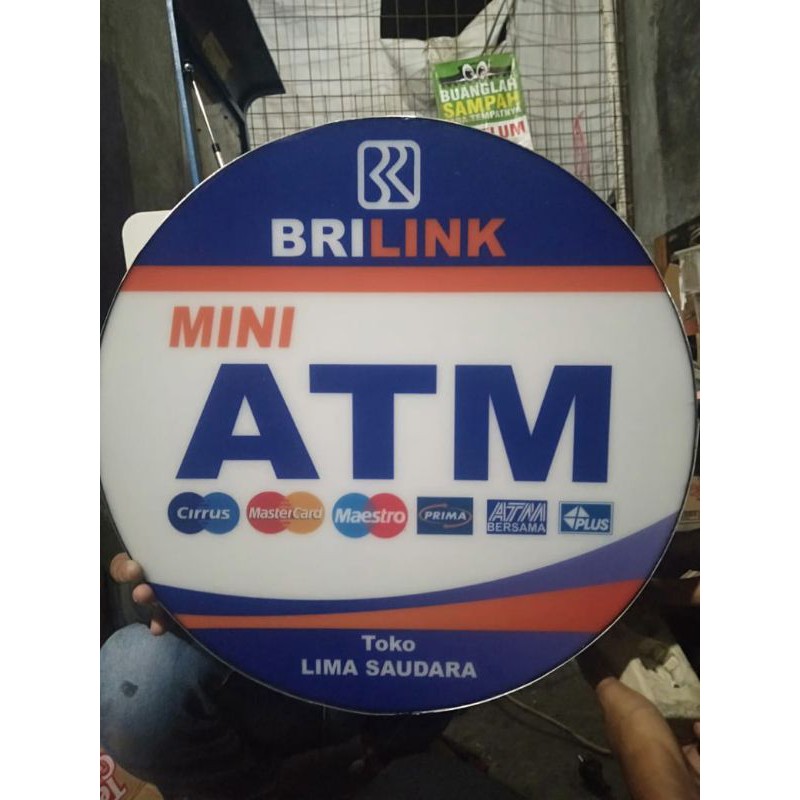 BUANGLAH
SAMPAH
BRILINK
MINI
ATM
Cirrus MasterCard Maestro PRIMA ATM BERSAMA PLUS
Toko
LIMA SAUDARA